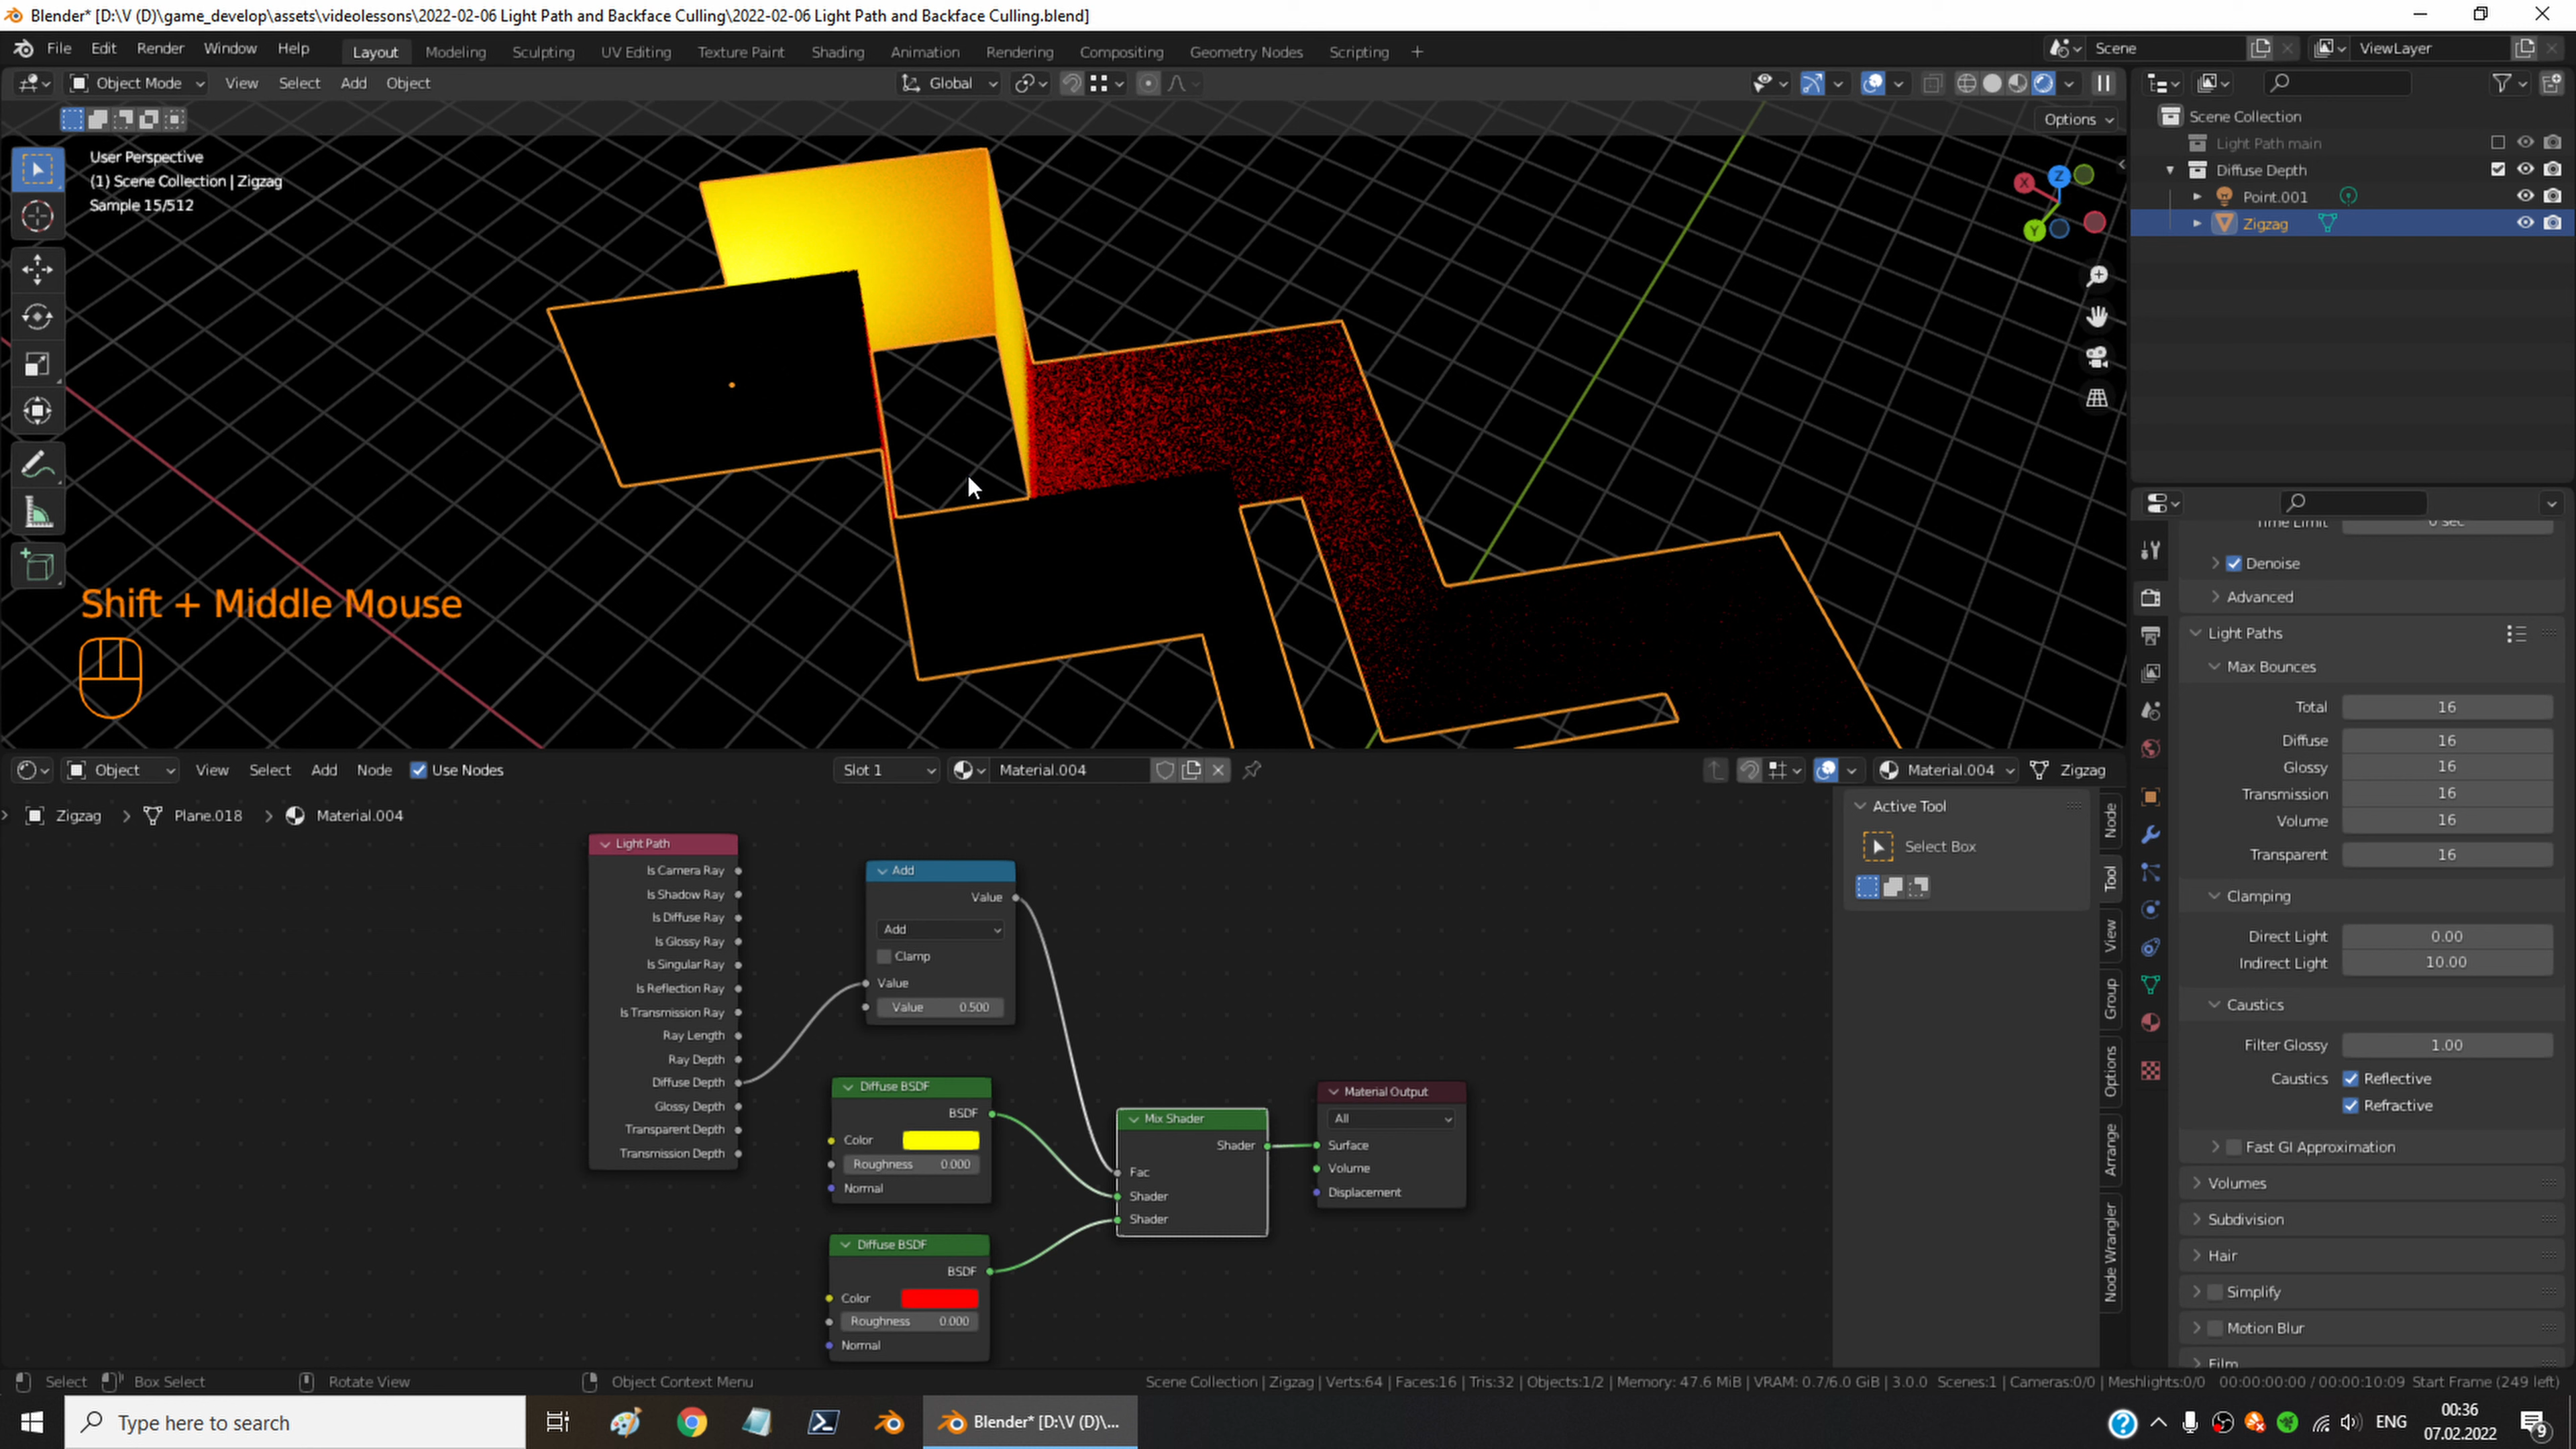 Blender* [D:\V (D)\game_develop\assets\videolessons\2022-02-06 Light Path and Backface Culling\2022-02-06 Light Path and Backface Culling.blend]
File Edit Render Window Help Layout Modeling Sculpting UV Editing Texture Paint Shading Animation Rendering Compositing Geometry Nodes Scripting + Scene ViewLayer
Object Mode View Select Add Object Global
Options
User Perspective
(1) Scene Collection | Zigzag
Sample 15/512
X Y Z
Shift + Middle Mouse
Scene Collection
Light Path main
Diffuse Depth
Point.001
Zigzag
Time Limit 0 sec
Denoise
Advanced
Light Paths
Max Bounces
Total 16
Diffuse 16
Glossy 16
Transmission 16
Volume 16
Transparent 16
Clamping
Direct Light 0.00
Indirect Light 10.00
Caustics
Filter Glossy 1.00
Caustics Reflective
Refractive
Fast GI Approximation
Volumes
Subdivision
Hair
Simplify
Motion Blur
Film
Object View Select Add Node Use Nodes Slot 1 Material.004 Material.004 Zigzag
Zigzag > Plane.018 > Material.004
Light Path
Is Camera Ray
Is Shadow Ray
Is Diffuse Ray
Is Glossy Ray
Is Singular Ray
Is Reflection Ray
Is Transmission Ray
Ray Length
Ray Depth
Diffuse Depth
Glossy Depth
Transparent Depth
Transmission Depth
Add
Value
Add
Clamp
Value
Value 0.500
Diffuse BSDF
BSDF
Color
Roughness 0.000
Normal
Diffuse BSDF
BSDF
Color
Roughness 0.000
Normal
Mix Shader
Shader
Fac
Shader
Shader
Material Output
All
Surface
Volume
Displacement
Active Tool
Select Box
Node
Tool
View
Group
Options
Arrange
Node Wrangler
Select Box Select Rotate View Object Context Menu Scene Collection | Zigzag | Verts:64 | Faces:16 | Tris:32 | Objects:1/2 | Memory: 47.6 MiB | VRAM: 0.7/6.0 GiB | 3.0.0 Scenes:1 | Cameras:0/0 | Meshlights:0/0 00:00:00:00 / 00:00:10:09 Start Frame (249 left)
Type here to search Blender* [D:\V (D)\... ENG 00:36
07.02.2022 9